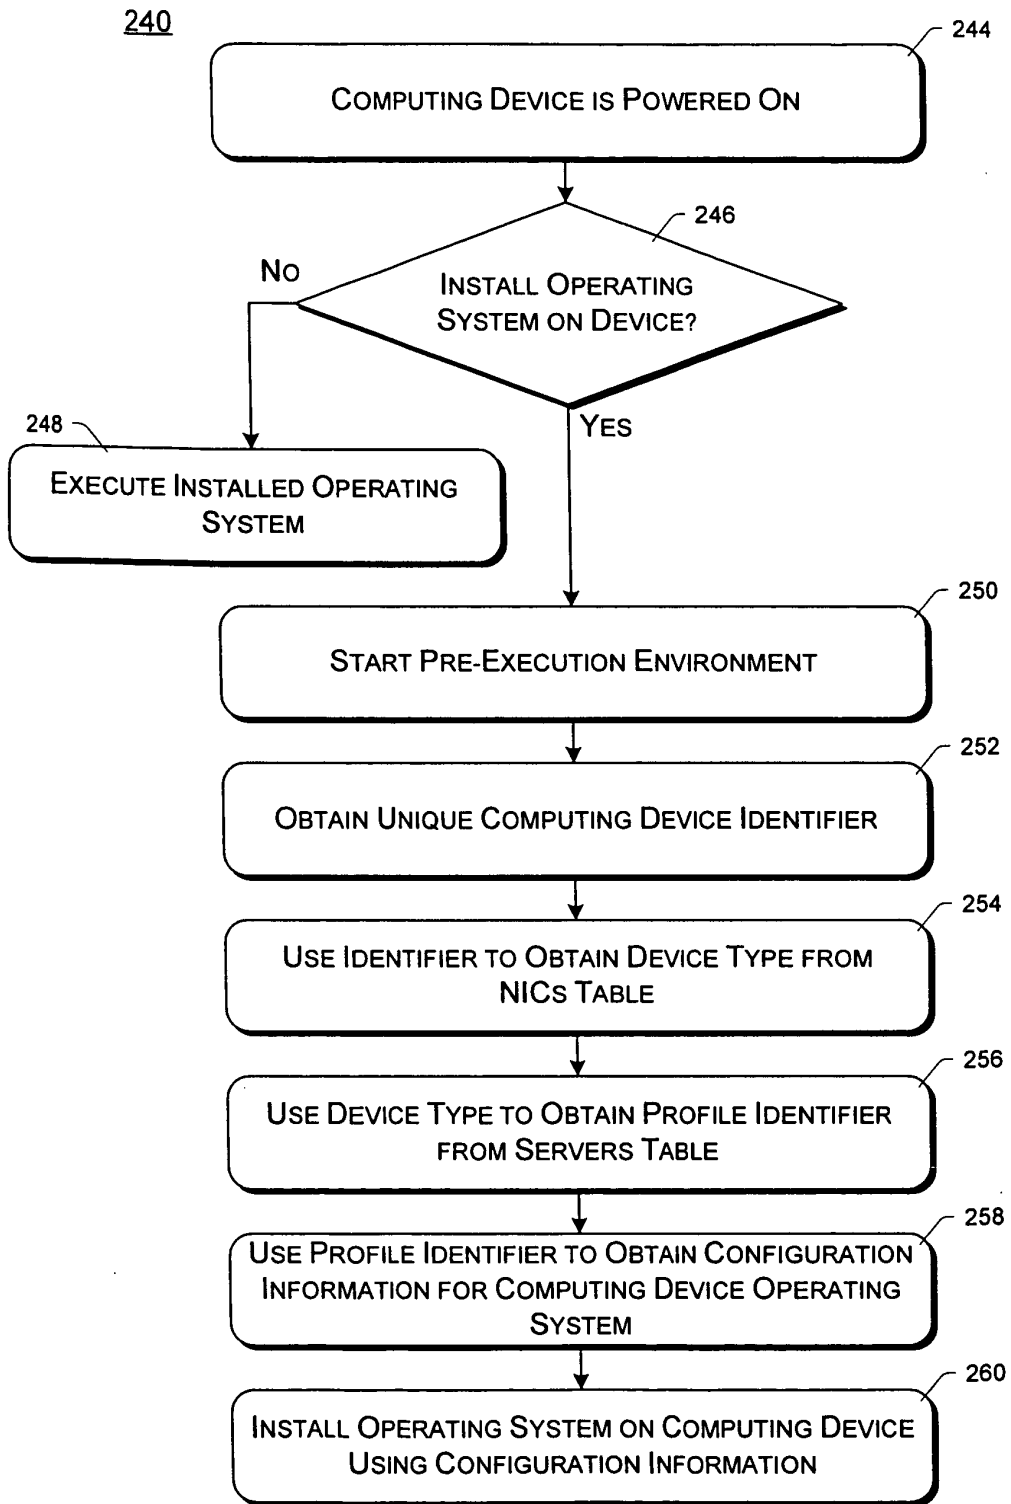 240
244
COMPUTING DEVICE IS POWERED ON
246
NO
INSTALL OPERATING
SYSTEM ON DEVICE?
YES
248
EXECUTE INSTALLED OPERATING
SYSTEM
250
START PRE-EXECUTION ENVIRONMENT
252
OBTAIN UNIQUE COMPUTING DEVICE IDENTIFIER
254
USE IDENTIFIER TO OBTAIN DEVICE TYPE FROM
NICS TABLE
256
USE DEVICE TYPE TO OBTAIN PROFILE IDENTIFIER
FROM SERVERS TABLE
258
USE PROFILE IDENTIFIER TO OBTAIN CONFIGURATION
INFORMATION FOR COMPUTING DEVICE OPERATING
SYSTEM
260
INSTALL OPERATING SYSTEM ON COMPUTING DEVICE
USING CONFIGURATION INFORMATION